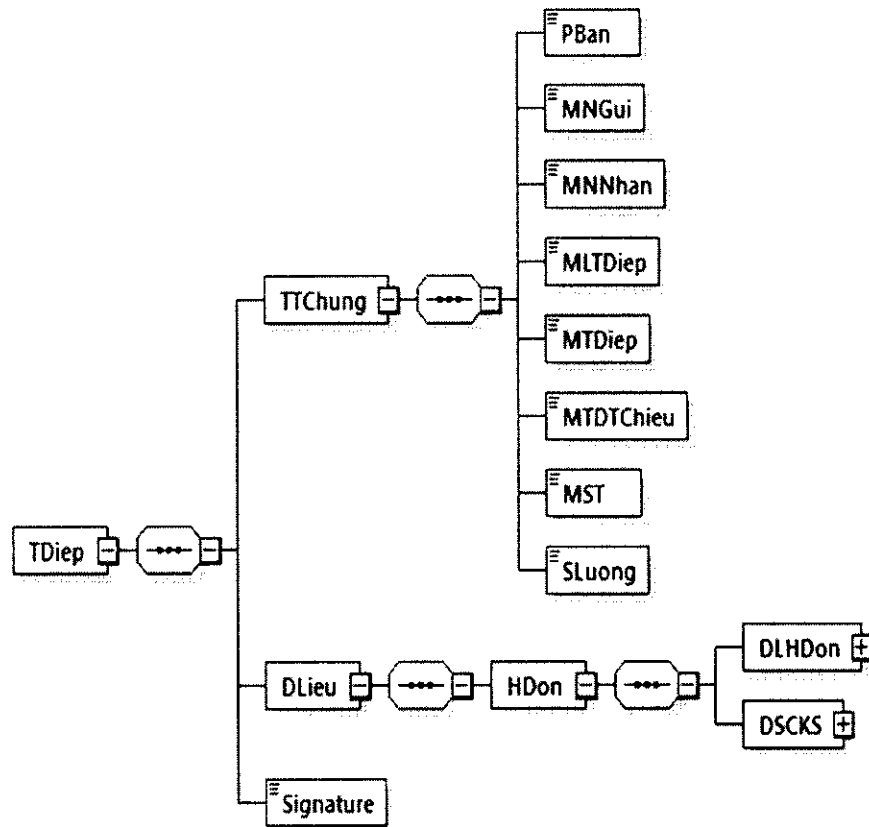 PBan
MNGui
MNNhan
MLTDiep
MTDiep
MTDTChieu
MST
SLuong
TTChung
TDiep
DLieu
HDon
DLHDon
DSCKS
Signature